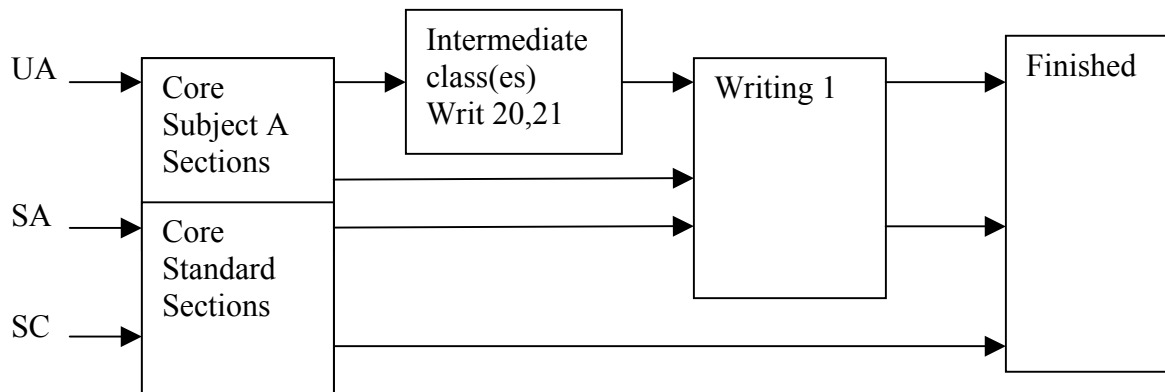 UA
Core
Subject A
Sections
Intermediate
class(es)
Writ 20,21
Writing 1
Finished
SA
Core
Standard
Sections
SC